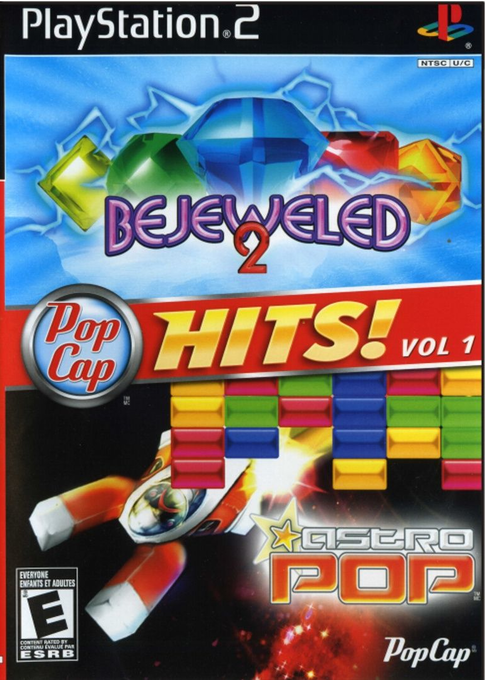 PlayStation®2
NTSC U/C
BEJEWELED
2
Pop
Cap
HITS! VOL 1
astro
POP
EVERYONE
ENFANTS ET ADULTES
E
CONTENT RATED BY
CONTENU ÉVALUÉ PAR
ESRB
PopCap